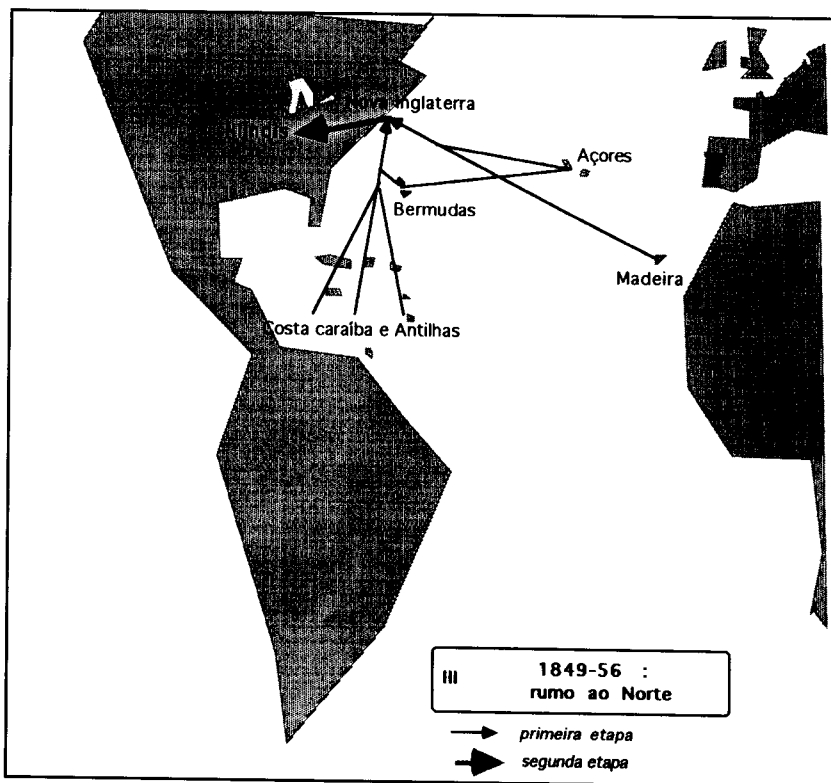 Nova Inglaterra
Açores
Bermudas
Madeira
Costa caraíba e Antilhas
III
1849-56 :
rumo ao Norte
primeira etapa
segunda etapa